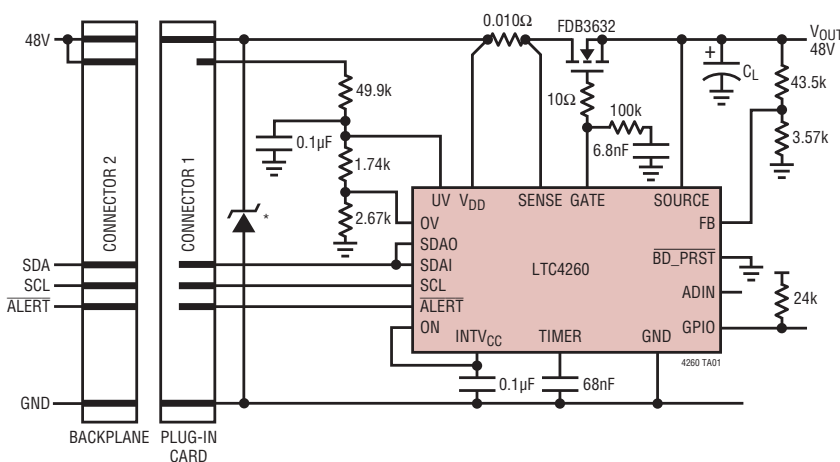 0.010Ω
FDB3632
48V
VOUT
48V
+
CL
43.5k
3.57k
49.9k
0.1µF
1.74k
2.67k
10Ω
100k
6.8nF
CONNECTOR 2
CONNECTOR 1
*
UV
VDD
SENSE
GATE
SOURCE
OV
FB
SDAO
SDAI
LTC4260
BD_PRST
SCL
ADIN
ALERT
24k
ON
GPIO
INTVCC
TIMER
GND
4260 TA01
SDA
SCL
ALERT
0.1µF
68nF
GND
BACKPLANE
PLUG-IN
CARD